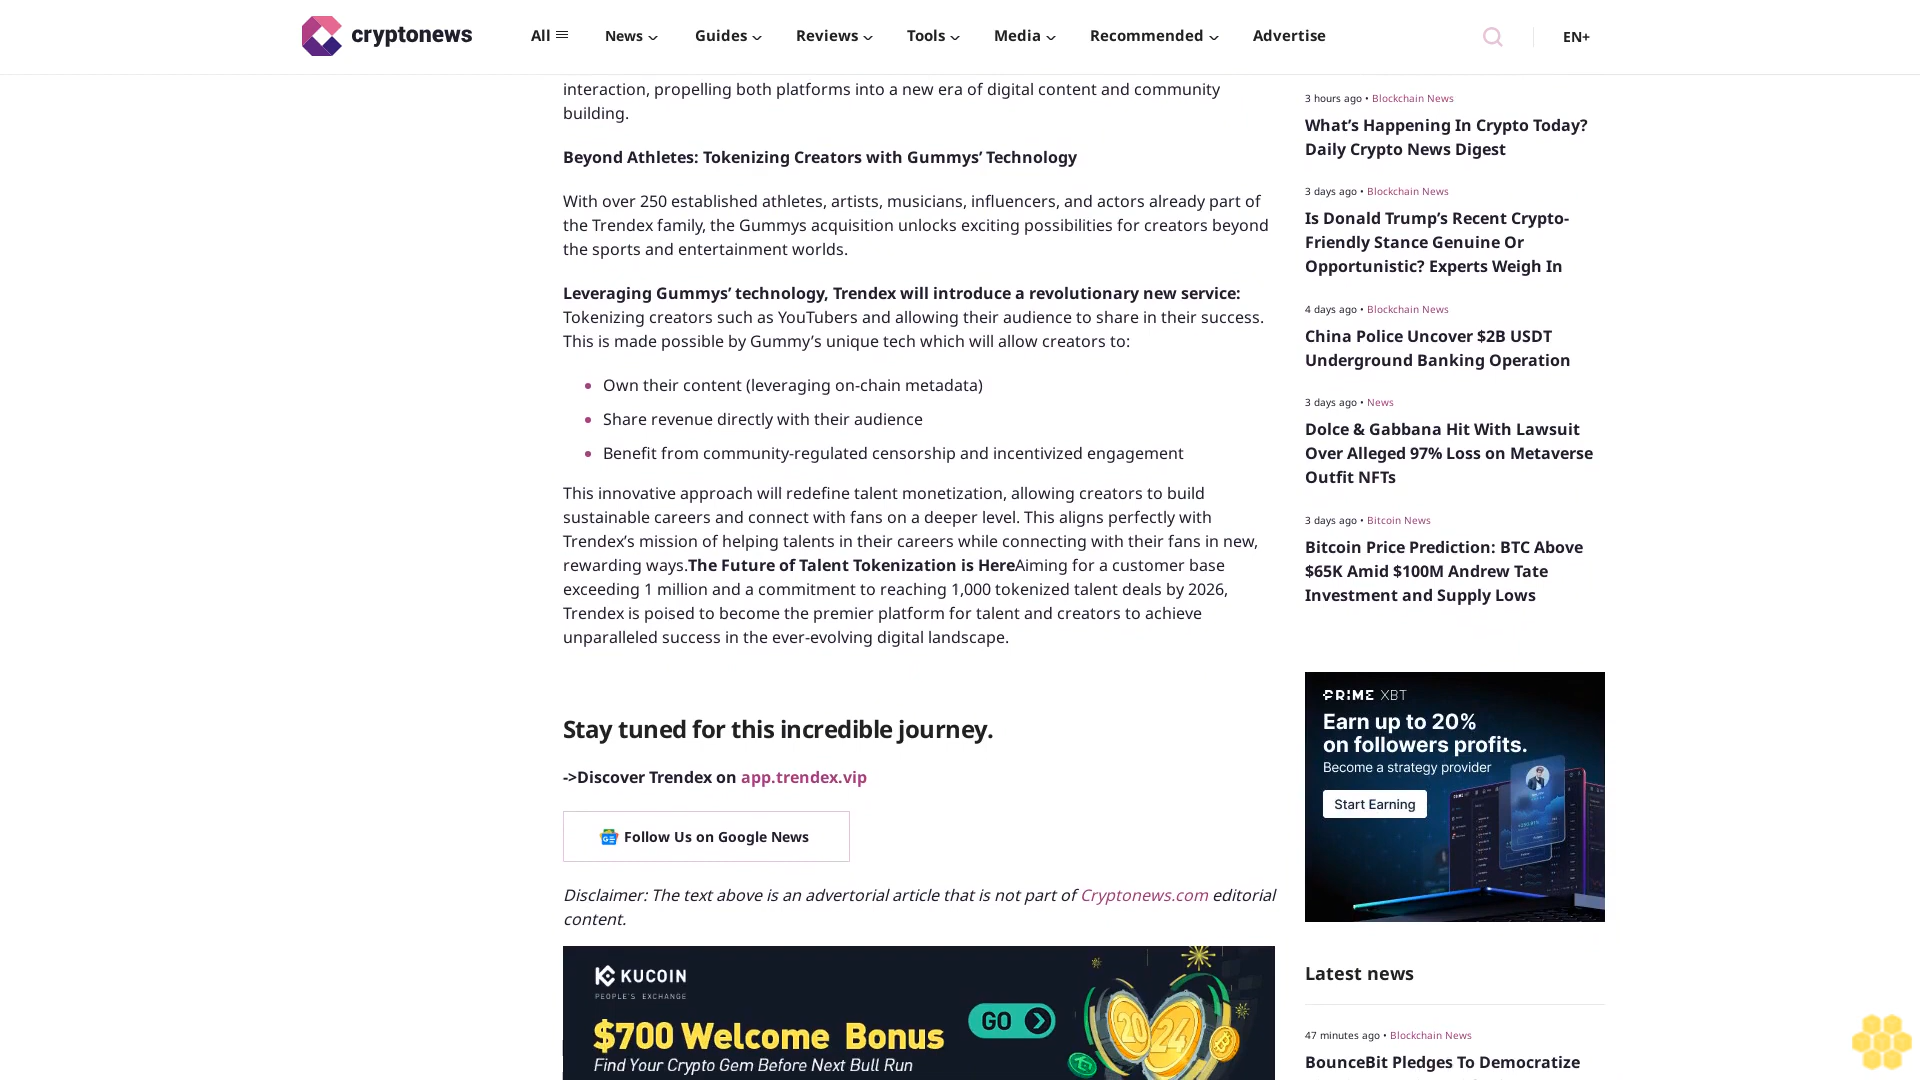 cryptonews
All
News
Guides
Reviews
Tools
Media
Recommended
Advertise
EN+
interaction, propelling both platforms into a new era of digital content and community
building.
Beyond Athletes: Tokenizing Creators with Gummys’ Technology
With over 250 established athletes, artists, musicians, influencers, and actors already part of
the Trendex family, the Gummys acquisition unlocks exciting possibilities for creators beyond
the sports and entertainment worlds.
Leveraging Gummys’ technology, Trendex will introduce a revolutionary new service:
Tokenizing creators such as YouTubers and allowing their audience to share in their success.
This is made possible by Gummy’s unique tech which will allow creators to:
Own their content (leveraging on-chain metadata)
Share revenue directly with their audience
Benefit from community-regulated censorship and incentivized engagement
This innovative approach will redefine talent monetization, allowing creators to build
sustainable careers and connect with fans on a deeper level. This aligns perfectly with
Trendex’s mission of helping talents in their careers while connecting with their fans in new,
rewarding ways.The Future of Talent Tokenization is HereAiming for a customer base
exceeding 1 million and a commitment to reaching 1,000 tokenized talent deals by 2026,
Trendex is poised to become the premier platform for talent and creators to achieve
unparalleled success in the ever-evolving digital landscape.
Stay tuned for this incredible journey.
->Discover Trendex on app.trendex.vip
Follow Us on Google News
Disclaimer: The text above is an advertorial article that is not part of Cryptonews.com editorial
content.
KUCOIN
PEOPLE'S EXCHANGE
$700 Welcome Bonus
Find Your Crypto Gem Before Next Bull Run
GO
2024
3 hours ago • Blockchain News
What’s Happening In Crypto Today?
Daily Crypto News Digest
3 days ago • Blockchain News
Is Donald Trump’s Recent Crypto-
Friendly Stance Genuine Or
Opportunistic? Experts Weigh In
4 days ago • Blockchain News
China Police Uncover $2B USDT
Underground Banking Operation
3 days ago • News
Dolce & Gabbana Hit With Lawsuit
Over Alleged 97% Loss on Metaverse
Outfit NFTs
3 days ago • Bitcoin News
Bitcoin Price Prediction: BTC Above
$65K Amid $100M Andrew Tate
Investment and Supply Lows
PRIME XBT
Earn up to 20%
on followers profits.
Become a strategy provider
Start Earning
Latest news
47 minutes ago • Blockchain News
BounceBit Pledges To Democratize